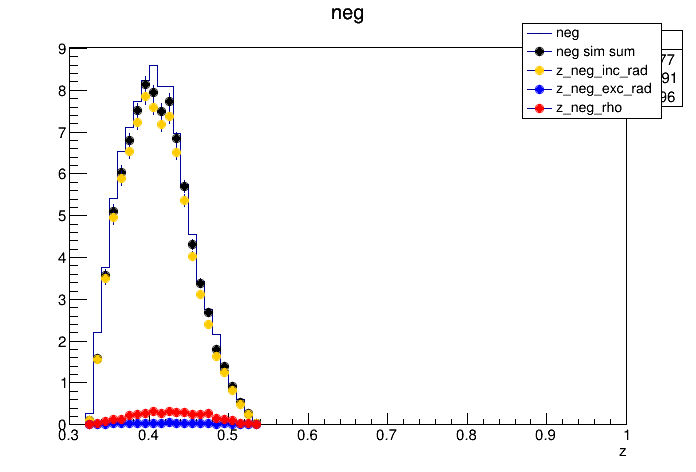 neg
neg
neg sim sum
z_neg_inc_rad
z_neg_exc_rad
z_neg_rho
77
91
96
9
8
7
6
5
4
3
2
1
0
0.3 0.4 0.5 0.6 0.7 0.8 0.9 1
z